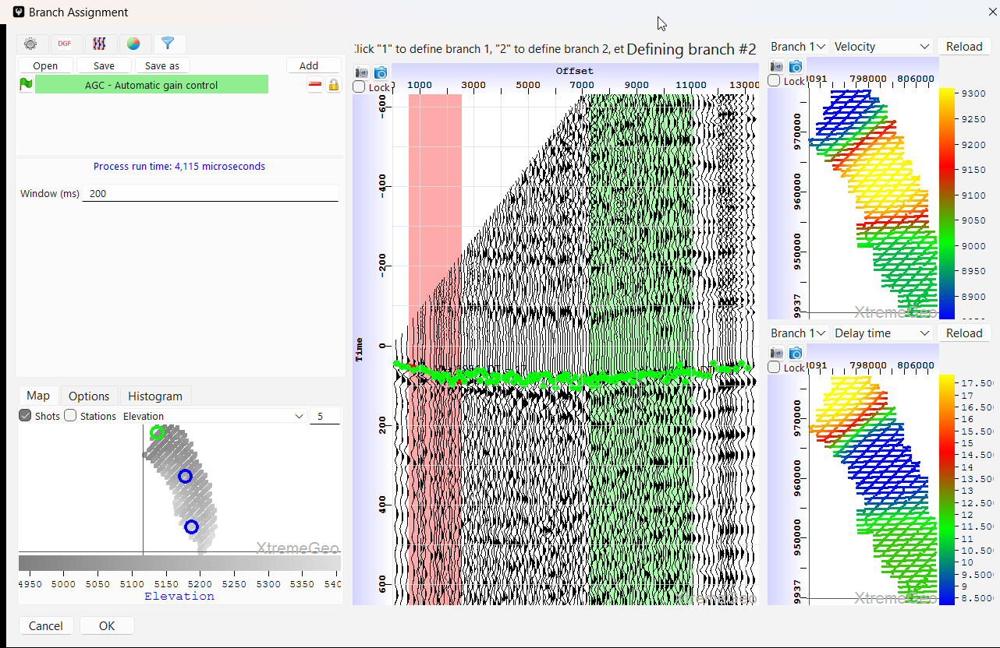 Branch Assignment
DGF
Open Save Save as Add
AGC - Automatic gain control
Process run time: 4,115 microseconds
Window (ms) 200
Map Options Histogram
Shots Stations Elevation 5
XtremeGeo
4950 5000 5050 5100 5150 5200 5250 5300 5350 540
Elevation
Cancel OK
Click "1" to define branch 1, "2" to define branch 2, et Defining branch #2
Offset
Lock
1000 3000 5000 7000 9000 11000 13000
Time
-600
-400
-200
0
200
400
600
XtremeGeo
Branch 1 Velocity Reload
Lock
091 798000 806000
970000
960000
950000
9937
9300
9250
9200
9150
9100
9050
9000
8950
8900
XtremeGeo
Branch 1 Delay time Reload
Lock
091 798000 806000
970000
960000
950000
9937
17.500
17
16.500
16
15.500
15
14.500
14
13.500
13
12.500
12
11.500
11
10.500
10
9.500
9
8.500
XtremeGeo